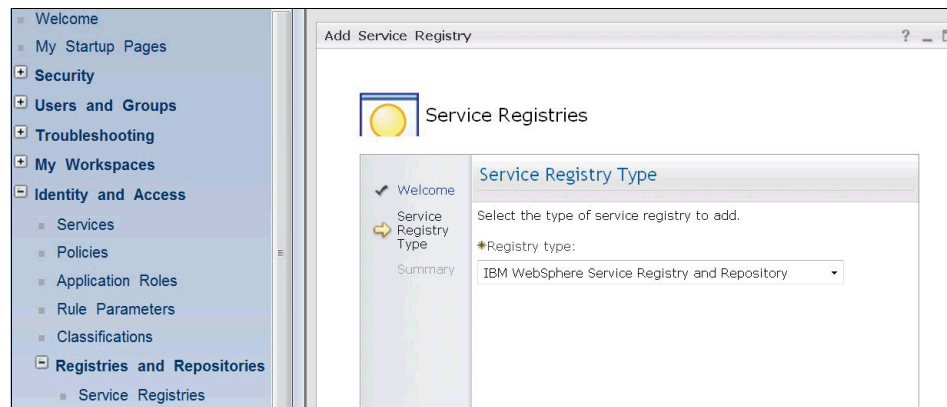 Welcome
My Startup Pages
Security
Users and Groups
Troubleshooting
My Workspaces
Identity and Access
Services
Policies
Application Roles
Rule Parameters
Classifications
Registries and Repositories
Service Registries
Add Service Registry
?
Service Registries
Welcome
Service
Registry
Type
Summary
Service Registry Type
Select the type of service registry to add.
*Registry type:
IBM WebSphere Service Registry and Repository